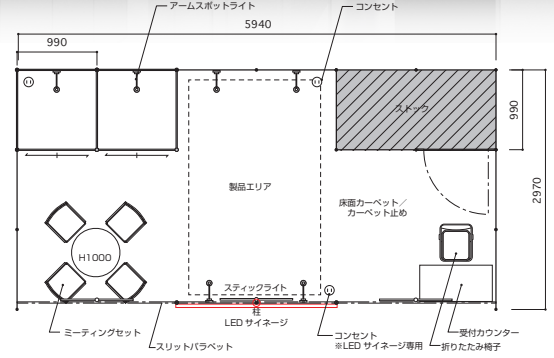 アームスポットライト
コンセント
5940
990
ストック
990
2970
製品エリア
床面カーペット／
カーペット止め
H1000
スティックライト
柱
LED サイネージ
ミーティングセット
スリットパラペット
コンセント
※LED サイネージ専用
受付カウンター
折りたたみ椅子